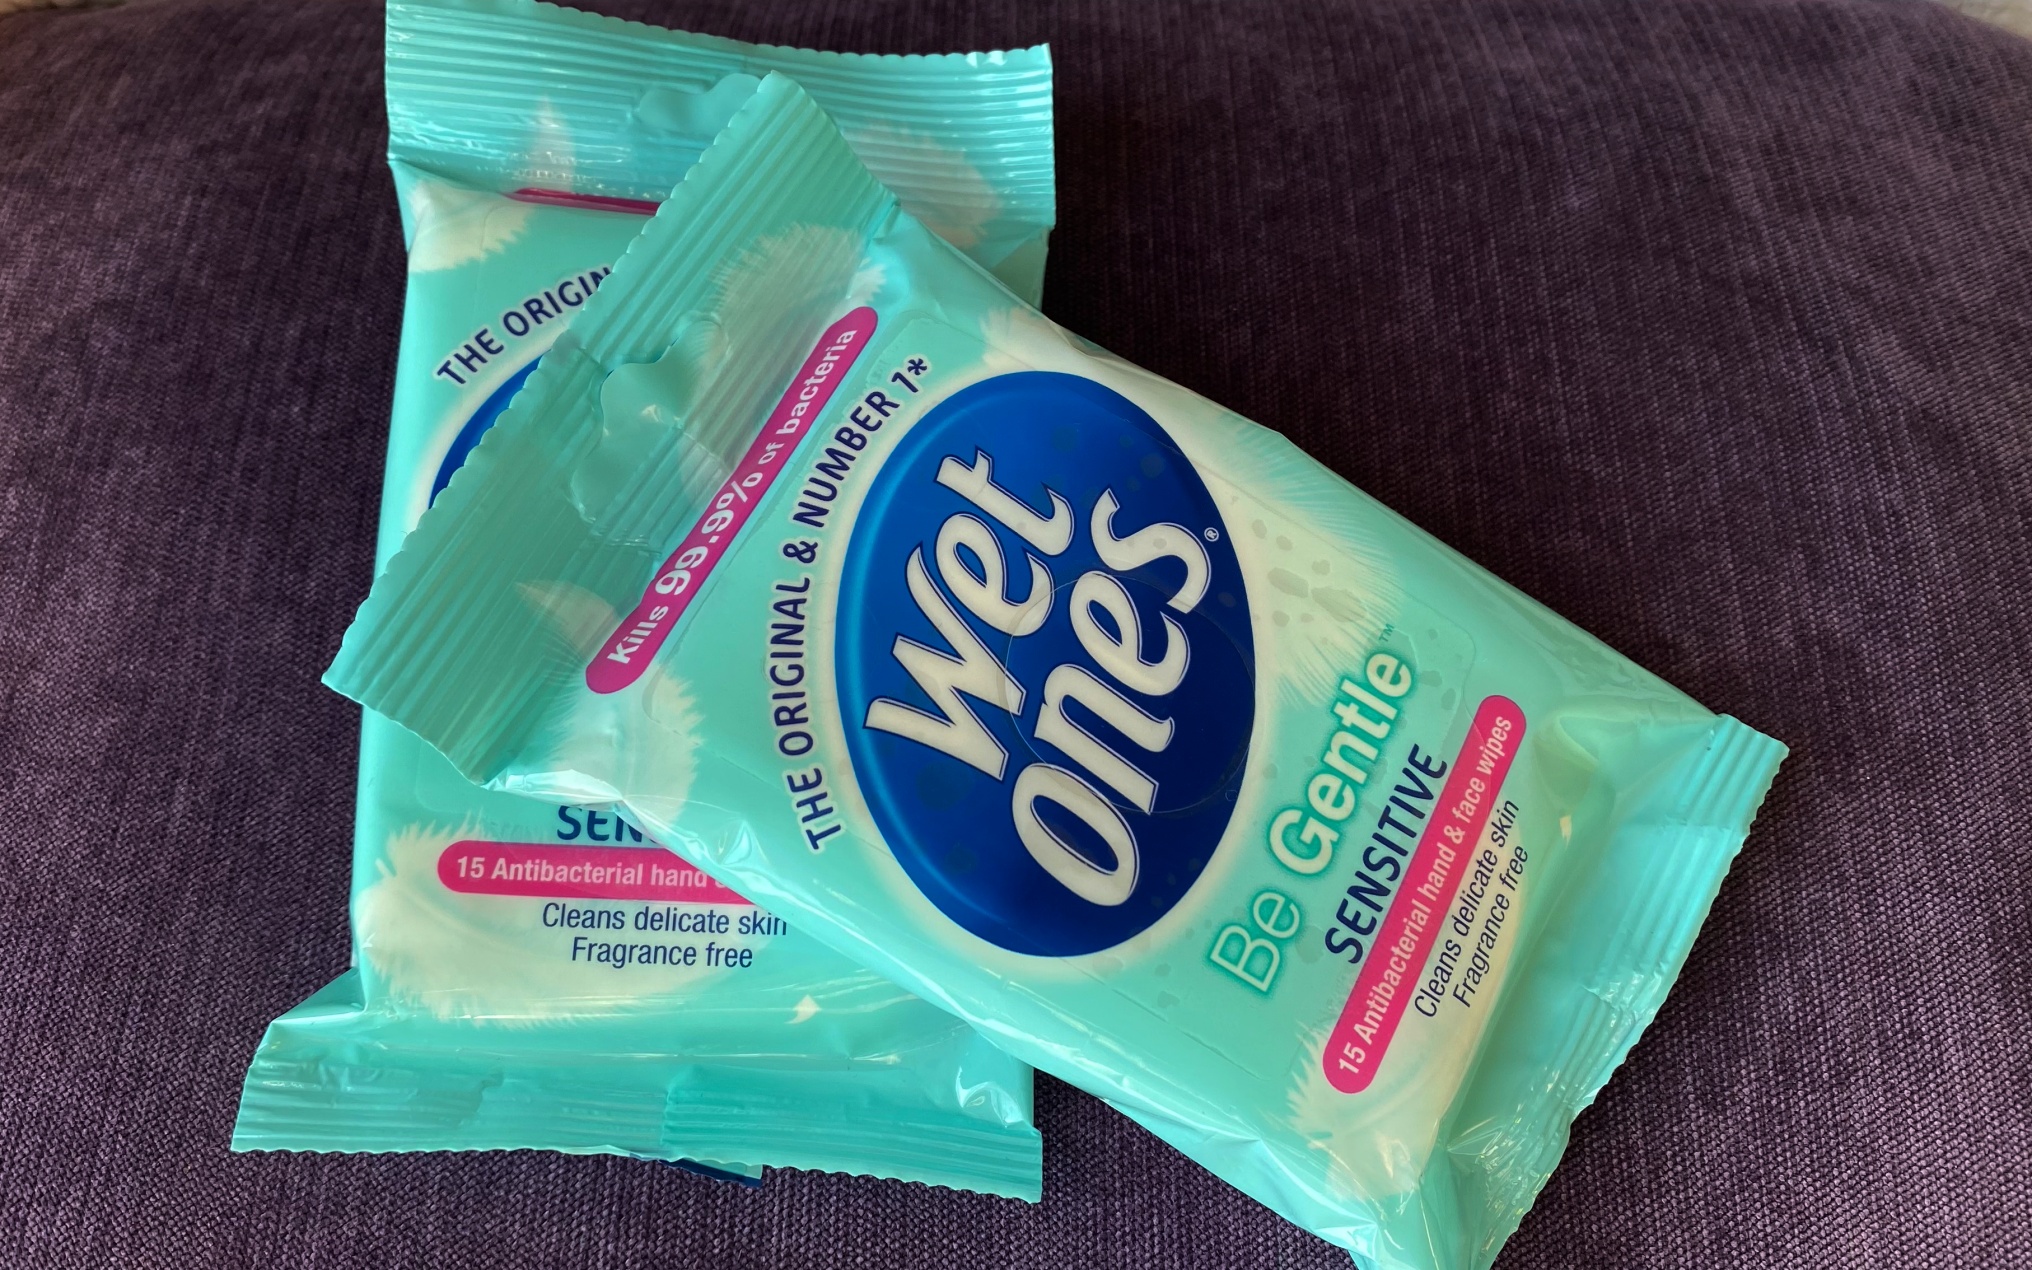 THE ORIGIN
SEN
15 Antibacterial hand
Cleans delicate skin
Fragrance free
Kills 99.9% of bacteria
THE ORIGINAL & NUMBER 1*
Wet
ones®
Be Gentle™
SENSITIVE
15 Antibacterial hand & face wipes
Cleans delicate skin
Fragrance free